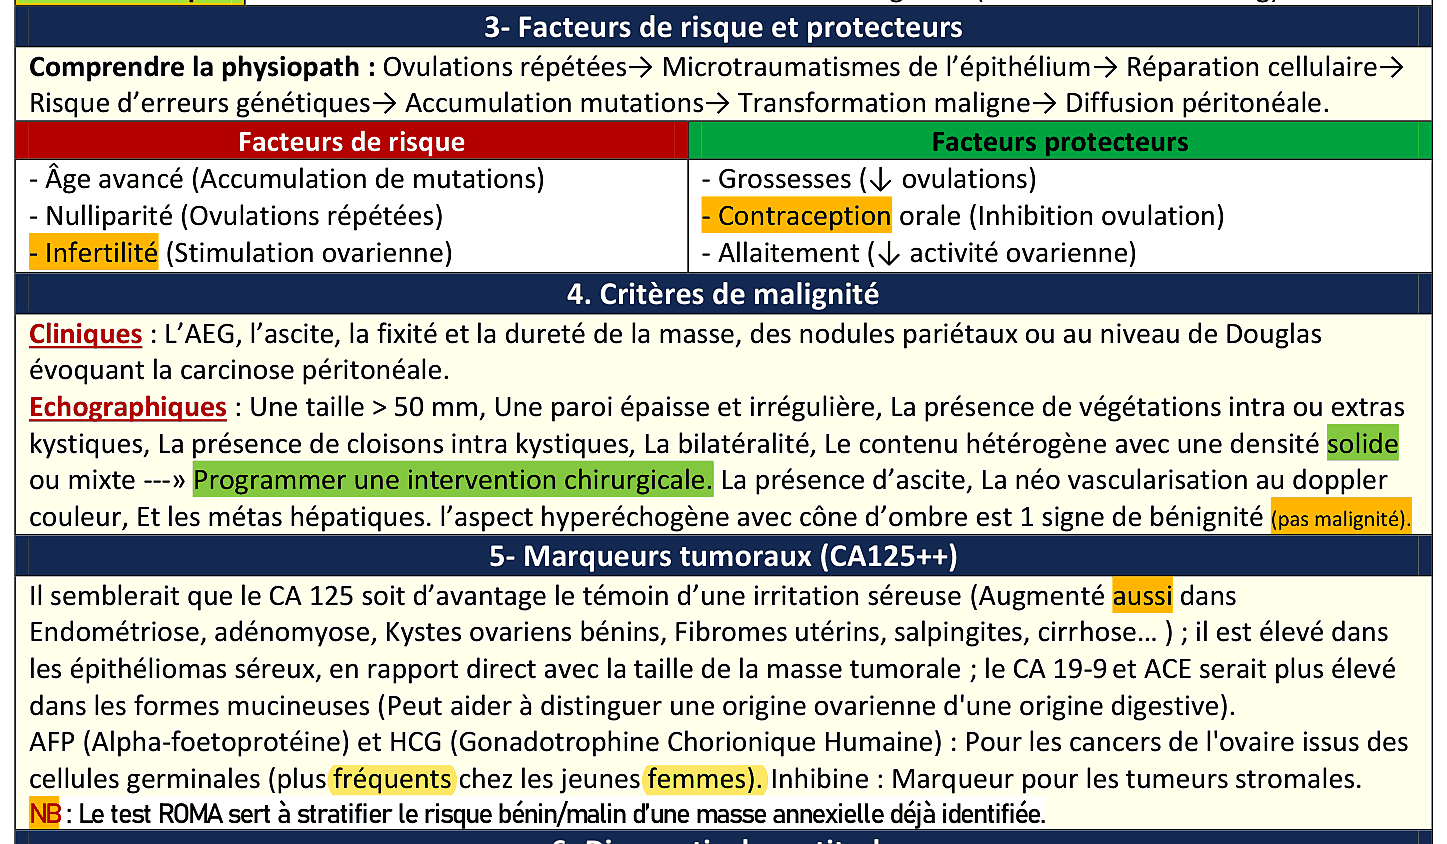 3- Facteurs de risque et protecteurs
Comprendre la physiopath : Ovulations répétées→ Microtraumatismes de l’épithélium→ Réparation cellulaire→
Risque d’erreurs génétiques→ Accumulation mutations→ Transformation maligne→ Diffusion péritonéale.
Facteurs de risque
- Âge avancé (Accumulation de mutations)
- Nulliparité (Ovulations répétées)
- Infertilité (Stimulation ovarienne)
Facteurs protecteurs
- Grossesses (↓ ovulations)
- Contraception orale (Inhibition ovulation)
- Allaitement (↓ activité ovarienne)
4. Critères de malignité
Cliniques : L’AEG, l’ascite, la fixité et la dureté de la masse, des nodules pariétaux ou au niveau de Douglas
évoquant la carcinose péritonéale.
Echographiques : Une taille > 50 mm, Une paroi épaisse et irrégulière, La présence de végétations intra ou extras
kystiques, La présence de cloisons intra kystiques, La bilatéralité, Le contenu hétérogène avec une densité solide
ou mixte ---» Programmer une intervention chirurgicale. La présence d’ascite, La néo vascularisation au doppler
couleur, Et les métas hépatiques. l’aspect hyperéchogène avec cône d’ombre est 1 signe de bénignité (pas malignité).
5- Marqueurs tumoraux (CA125++)
Il semblerait que le CA 125 soit d’avantage le témoin d’une irritation séreuse (Augmenté aussi dans
Endométriose, adénomyose, Kystes ovariens bénins, Fibromes utérins, salpingites, cirrhose... ) ; il est élevé dans
les épithéliomas séreux, en rapport direct avec la taille de la masse tumorale ; le CA 19-9 et ACE serait plus élevé
dans les formes mucineuses (Peut aider à distinguer une origine ovarienne d'une origine digestive).
AFP (Alpha-foetoprotéine) et HCG (Gonadotrophine Chorionique Humaine) : Pour les cancers de l'ovaire issus des
cellules germinales (plus fréquents chez les jeunes femmes). Inhibine : Marqueur pour les tumeurs stromales.
NB : Le test ROMA sert à stratifier le risque bénin/malin d’une masse annexielle déjà identifiée.